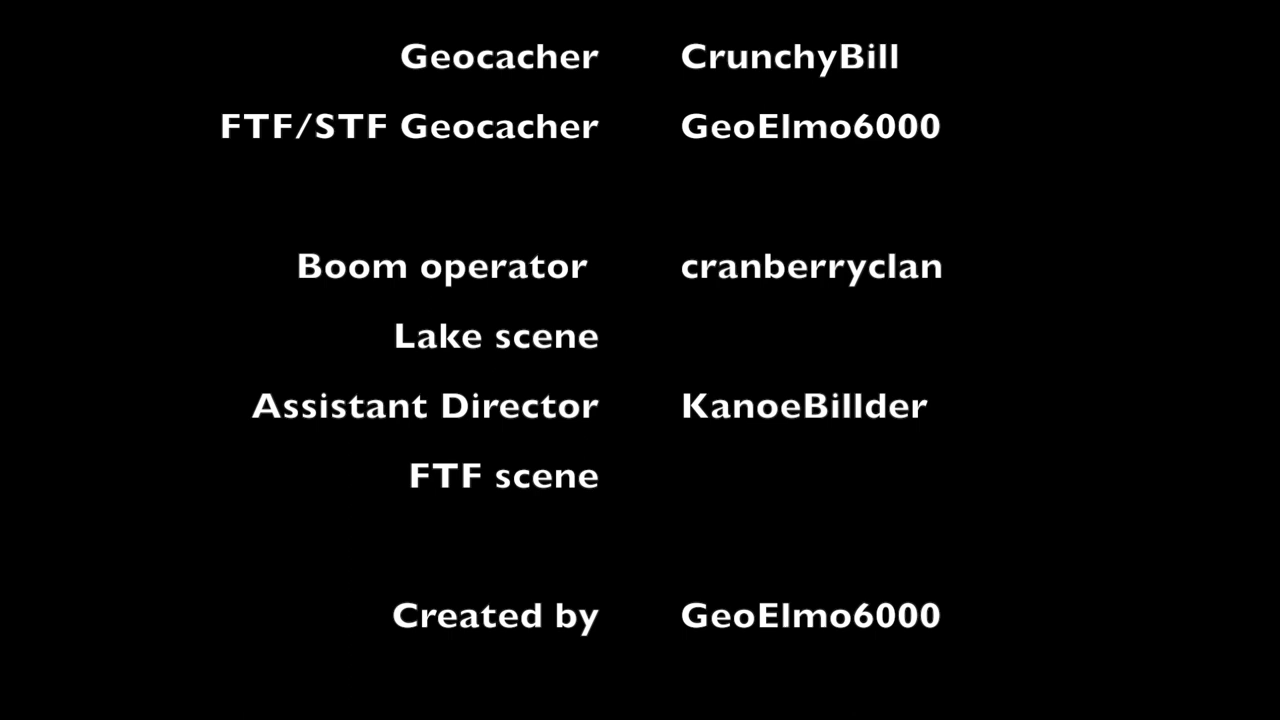 Geocacher CrunchyBill
FTF/STF Geocacher GeoElmo6000
Boom operator cranberryclan
Lake scene
Assistant Director KanoeBillder
FTF scene
Created by GeoElmo6000